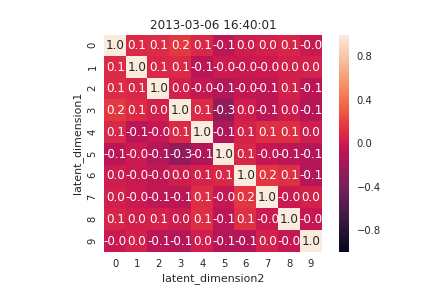 2013-03-06 16:40:01
latent_dimension1
0 1.0 0.1 0.1 0.2 0.1 -0.1 0.0 0.0 0.1 -0.0
1 0.1 1.0 0.1 0.1 -0.1 -0.0 -0.0 -0.0 0.0 0.0
2 0.1 0.1 1.0 0.0 -0.0 -0.1 -0.0 -0.1 0.1 -0.1
3 0.2 0.1 0.0 1.0 0.1 -0.3 0.0 -0.1 0.0 -0.1
4 0.1 -0.1 -0.0 0.1 1.0 -0.1 0.1 0.1 0.1 0.0
5 -0.1 -0.0 -0.1 -0.3 -0.1 1.0 0.1 -0.0 -0.1 -0.1
6 0.0 -0.0 -0.0 0.0 0.1 0.1 1.0 0.2 0.1 -0.1
7 0.0 -0.0 -0.1 -0.1 0.1 -0.0 0.2 1.0 -0.0 0.0
8 0.1 0.0 0.1 0.0 0.1 -0.1 0.1 -0.0 1.0 -0.0
9 -0.0 0.0 -0.1 -0.1 0.0 -0.1 -0.1 0.0 -0.0 1.0
0 1 2 3 4 5 6 7 8 9
latent_dimension2
0.8
0.4
0.0
-0.4
-0.8